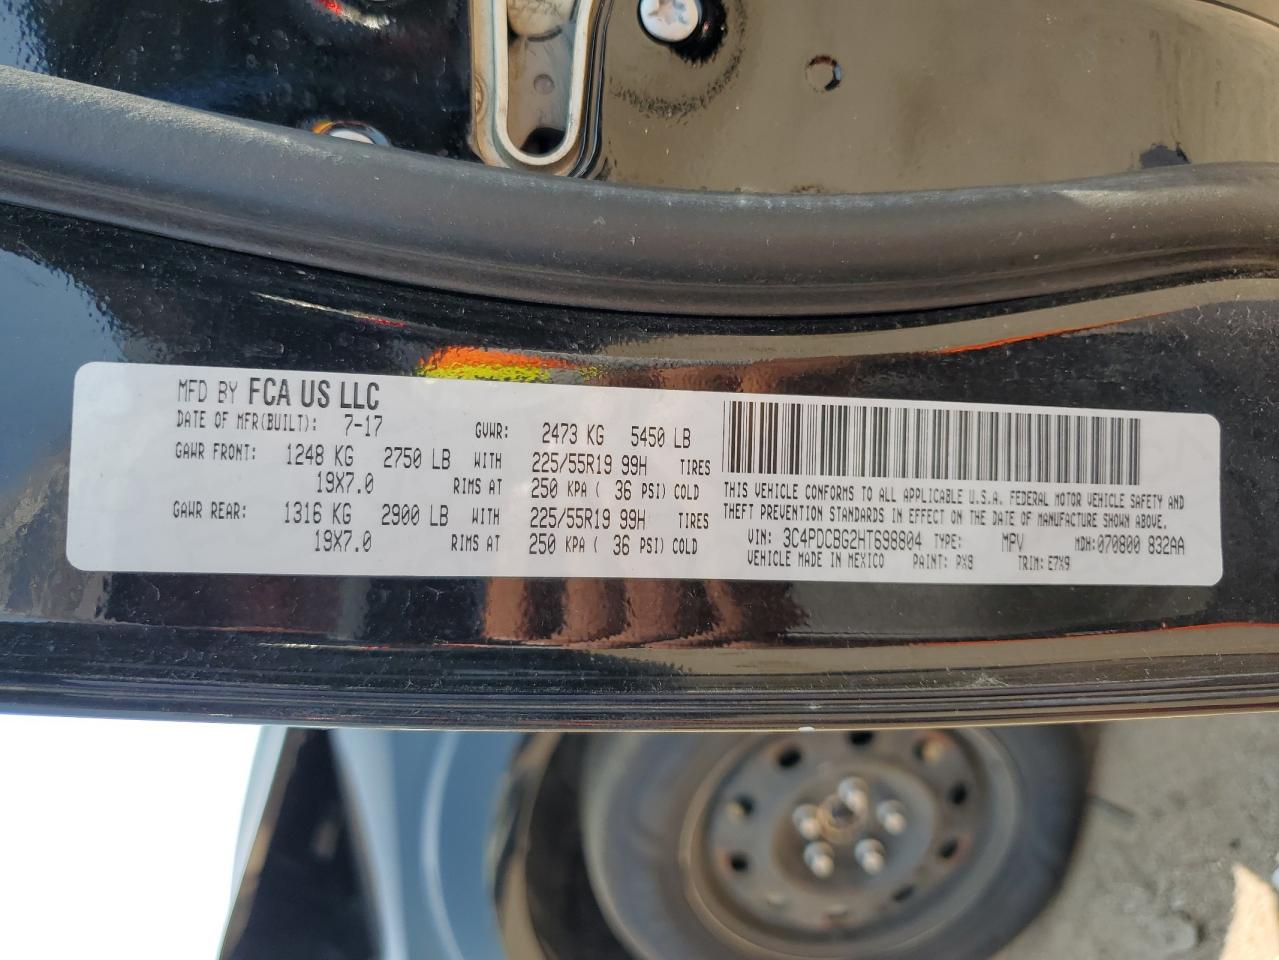 MFD BY FCA US LLC
DATE OF MFR(BUILT): 7-17 GVWR: 2473 KG 5450 LB
GAWR FRONT: 1248 KG 2750 LB WITH 225/55R19 99H TIRES
19X7.0 RIMS AT 250 KPA ( 36 PSI) COLD
GAWR REAR: 1316 KG 2900 LB WITH 225/55R19 99H TIRES
19X7.0 RIMS AT 250 KPA ( 36 PSI) COLD
THIS VEHICLE CONFORMS TO ALL APPLICABLE U.S.A. FEDERAL MOTOR VEHICLE SAFETY AND
THEFT PREVENTION STANDARDS IN EFFECT ON THE DATE OF MANUFACTURE SHOWN ABOVE.
VIN: 3C4PDCBG2HT698804 TYPE: MPV MDH:070800 832AA
VEHICLE MADE IN MEXICO PAINT: PX8 TRIM: E7X9